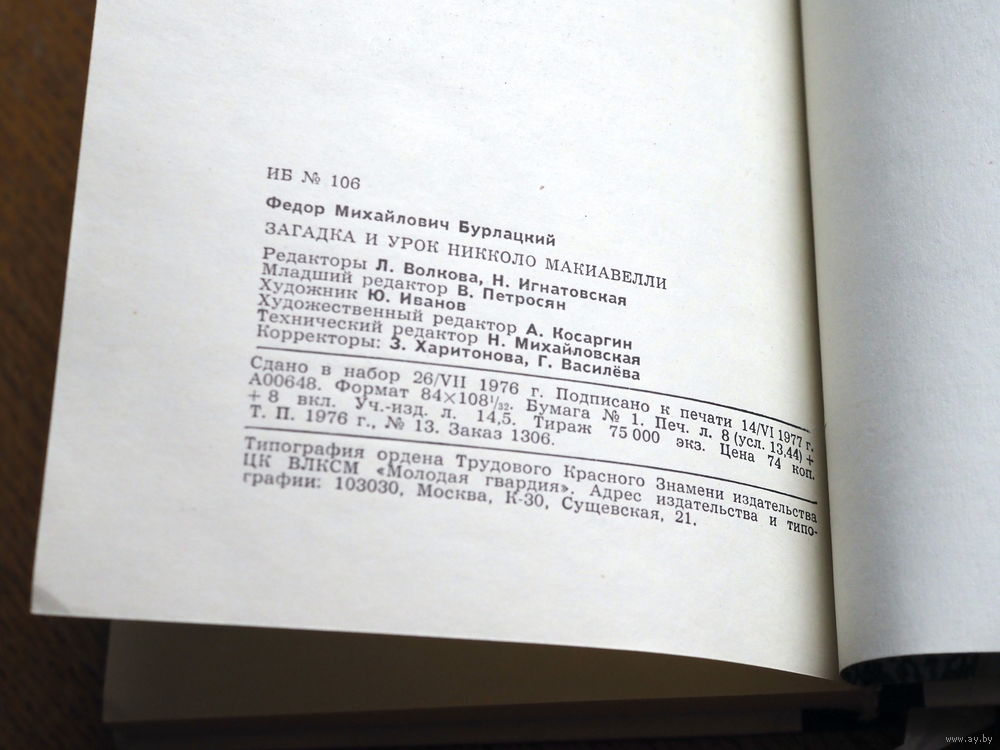 ИБ № 106
Федор Михайлович Бурлацкий
ЗАГАДКА И УРОК НИККОЛО МАКИАВЕЛЛИ
Редакторы Л. Волкова, Н. Игнатовская
Младший редактор В. Петросян
Художник Ю. Иванов
Художественный редактор А. Косаргин
Технический редактор Н. Михайловская
Корректоры: З. Харитонова, Г. Василёва
Сдано в набор 26/VII 1976 г. Подписано к печати 14/VI 1977 г.
А00648. Формат 84×108¹/₃₂. Бумага № 1. Печ. л. 8 (усл. 13,44) +
+ 8 вкл. Уч.-изд. л. 14,5. Тираж 75 000 экз. Цена 74 коп.
Т. П. 1976 г., № 13. Заказ 1306.
Типография ордена Трудового Красного Знамени издательства
ЦК ВЛКСМ «Молодая гвардия». Адрес издательства и типо-
графии: 103030, Москва, К-30, Сущевская, 21.
www.ay.by